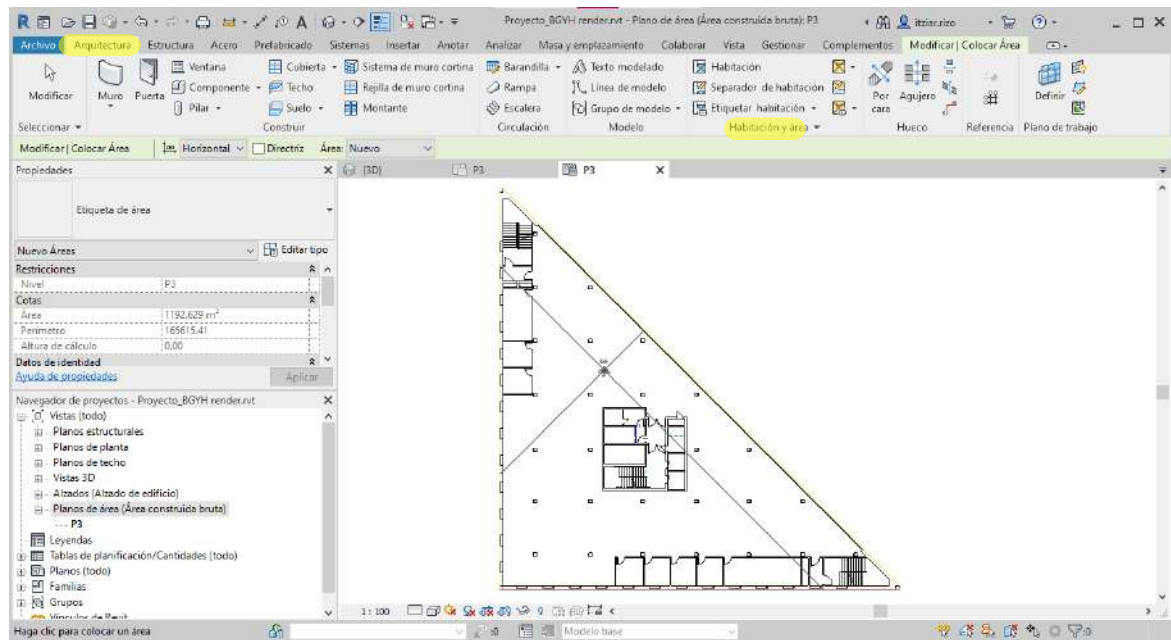 Proyecto_BGYH render.rvt - Plano de área (Área construida bruta): P3
itziar.rizo
Archivo Arquitectura Estructura Acero Prefabricado Sistemas Insertar Anotar Analizar Masa y emplazamiento Colaborar Vista Gestionar Complementos Modificar | Colocar Área
Modificar
Muro
Puerta
Ventana
Componente
Pilar
Cubierta
Techo
Suelo
Sistema de muro cortina
Rejilla de muro cortina
Montante
Barandilla
Rampa
Escalera
Texto modelado
Línea de modelo
Grupo de modelo
Habitación
Separador de habitación
Etiquetar habitación
Por cara
Agujero
Definir
Seleccionar Construir Circulación Modelo Habitación y área Hueco Referencia Plano de trabajo
Modificar | Colocar Área Horizontal Directriz Área: Nuevo
Propiedades
{3D} P3 P3
Etiqueta de área
Nuevo Áreas Editar tipo
Restricciones
Nivel P3
Cotas
Área 1192.629 m²
Perímetro 165615.41
Altura de cálculo 0.00
Datos de identidad
Ayuda de propiedades Aplicar
Navegador de proyectos - Proyecto_BGYH render.rvt
Vistas (todo)
Planos estructurales
Planos de planta
Planos de techo
Vistas 3D
Alzados (Alzado de edificio)
Planos de área (Área construida bruta)
P3
Leyendas
Tablas de planificación/Cantidades (todo)
Planos (todo)
Familias
Grupos
Vínculos de Revit
1 : 100
Haga clic para colocar un área
:0 Modelo base :0